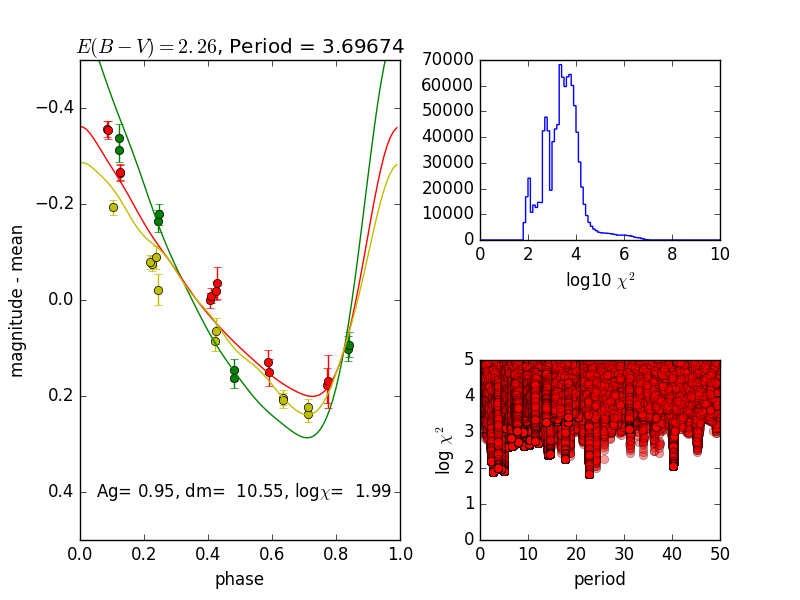 E(B−V)=2.26, Period = 3.69674
−0.4
−0.2
0.0
0.2
0.4
magnitude - mean
Ag= 0.95, dm= 10.55, logχ= 1.99
0.0 0.2 0.4 0.6 0.8 1.0
phase
70000
60000
50000
40000
30000
20000
10000
0
0 2 4 6 8 10
log10 χ²
5
4
3
2
1
0
log χ²
0 10 20 30 40 50
period